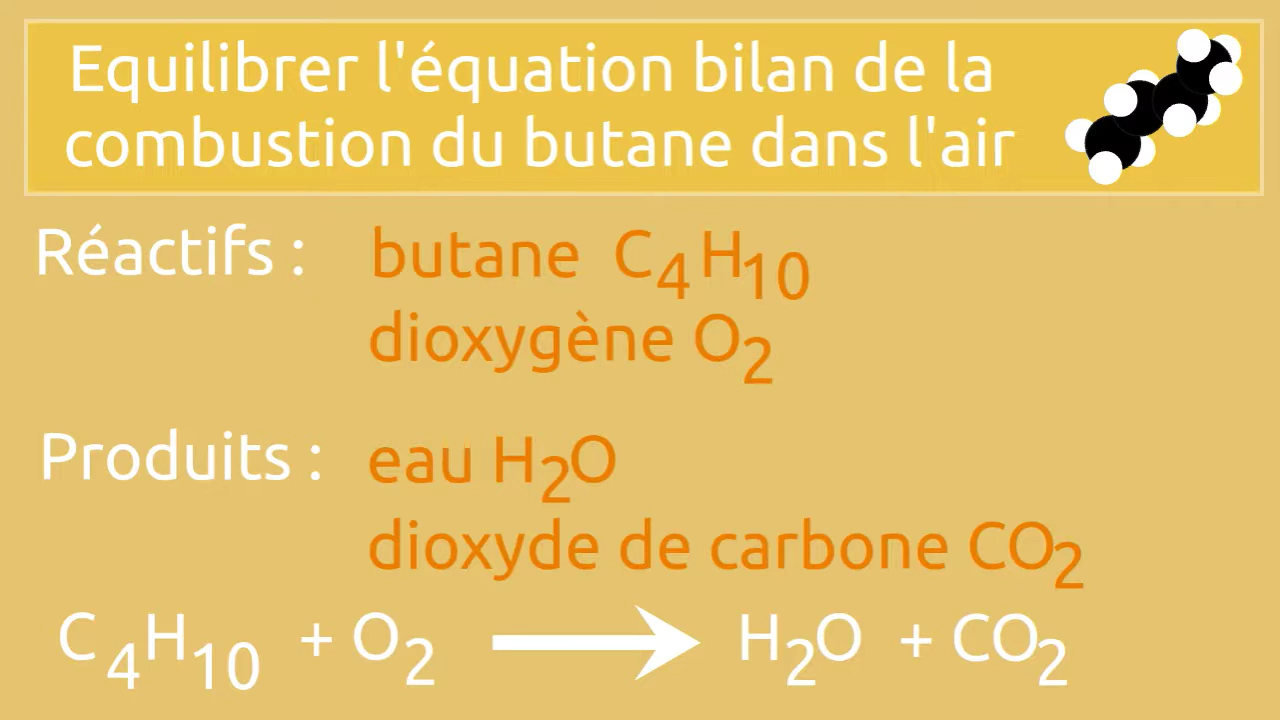 Equilibrer l'équation bilan de la
combustion du butane dans l'air
Réactifs : butane C4H10
dioxygène O2
Produits : eau H2O
dioxyde de carbone CO2
C4H10 + O2 → H2O + CO2